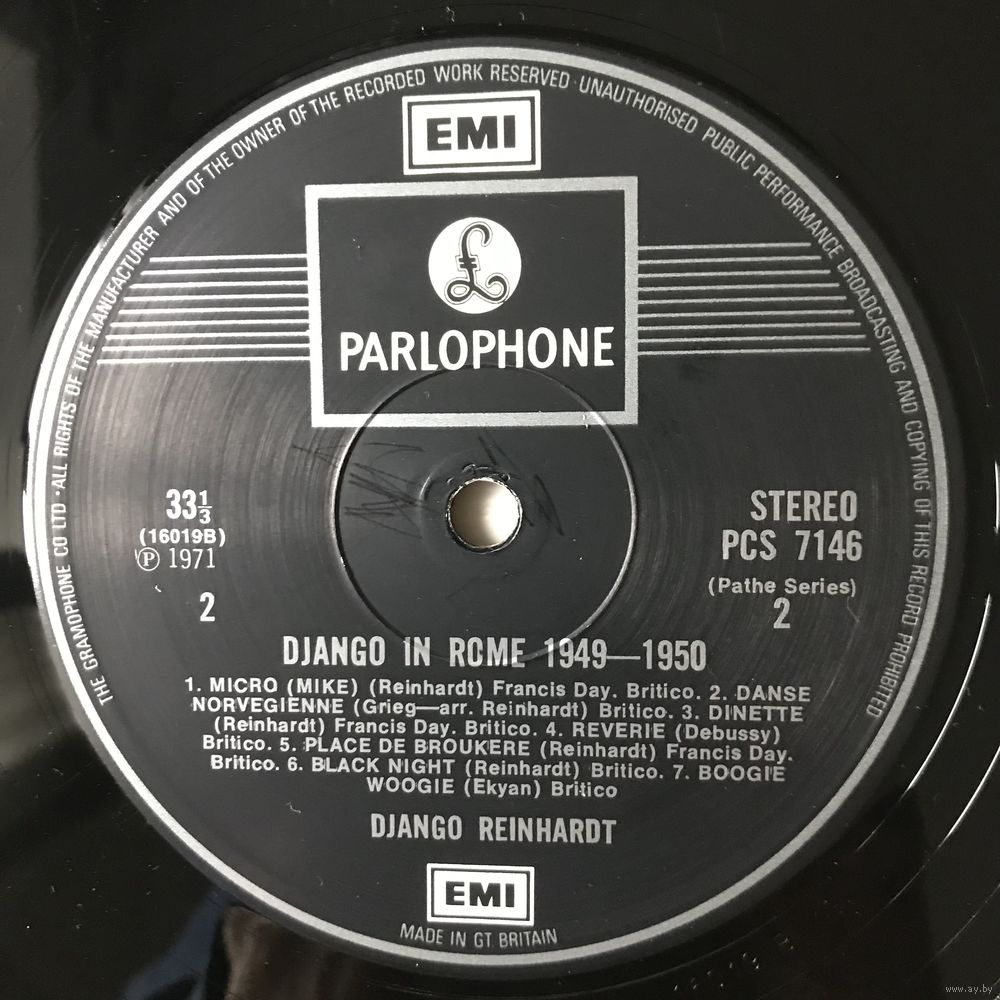 THE GRAMOPHONE CO LTD · ALL RIGHTS OF THE MANUFACTURER AND OF THE OWNER OF THE RECORDED WORK RESERVED · UNAUTHORISED PUBLIC PERFORMANCE BROADCASTING AND COPYING OF THIS RECORD PROHIBITED
EMI
£
PARLOPHONE
33⅓
(16019B)
℗ 1971
2
STEREO
PCS 7146
(Pathe Series)
2
DJANGO IN ROME 1949—1950
1. MICRO (MIKE) (Reinhardt) Francis Day. Britico. 2. DANSE
NORVEGIENNE (Grieg—arr. Reinhardt) Britico. 3. DINETTE
(Reinhardt) Francis Day. Britico. 4. REVERIE (Debussy)
Britico. 5. PLACE DE BROUKERE (Reinhardt) Francis Day.
Britico. 6. BLACK NIGHT (Reinhardt) Britico. 7. BOOGIE
WOOGIE (Ekyan) Britico
DJANGO REINHARDT
EMI
MADE IN GT BRITAIN
www.ay.by